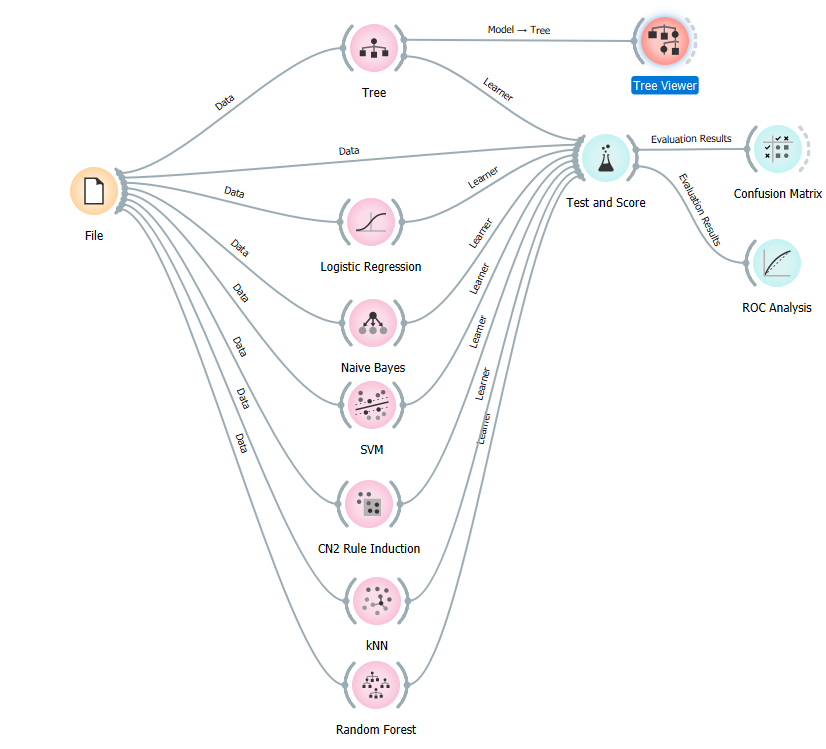 Model → Tree
Tree
Tree Viewer
Data
Learner
Data
Evaluation Results
File
Data
Learner
Test and Score
Confusion Matrix
Evaluation Results
Logistic Regression
Data
Learner
ROC Analysis
Data
Learner
Naive Bayes
Data
Learner
SVM
Data
Learner
Data
Learner
CN2 Rule Induction
kNN
Random Forest